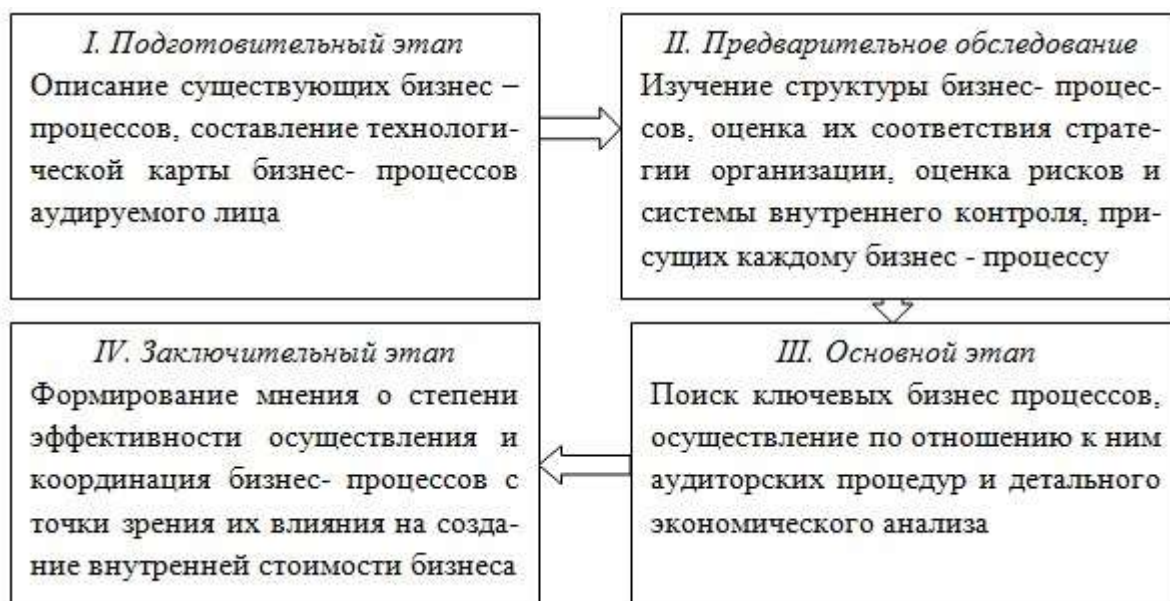 I. Подготовительный этап
Описание существующих бизнес –
процессов, составление технологи-
ческой карты бизнес- процессов
аудируемого лица
II. Предварительное обследование
Изучение структуры бизнес- процес-
сов, оценка их соответствия страте-
гии организации, оценка рисков и
системы внутреннего контроля, при-
сущих каждому бизнес - процессу
III. Основной этап
Поиск ключевых бизнес процессов,
осуществление по отношению к ним
аудиторских процедур и детального
экономического анализа
IV. Заключительный этап
Формирование мнения о степени
эффективности осуществления и
координация бизнес- процессов с
точки зрения их влияния на созда-
ние внутренней стоимости бизнеса